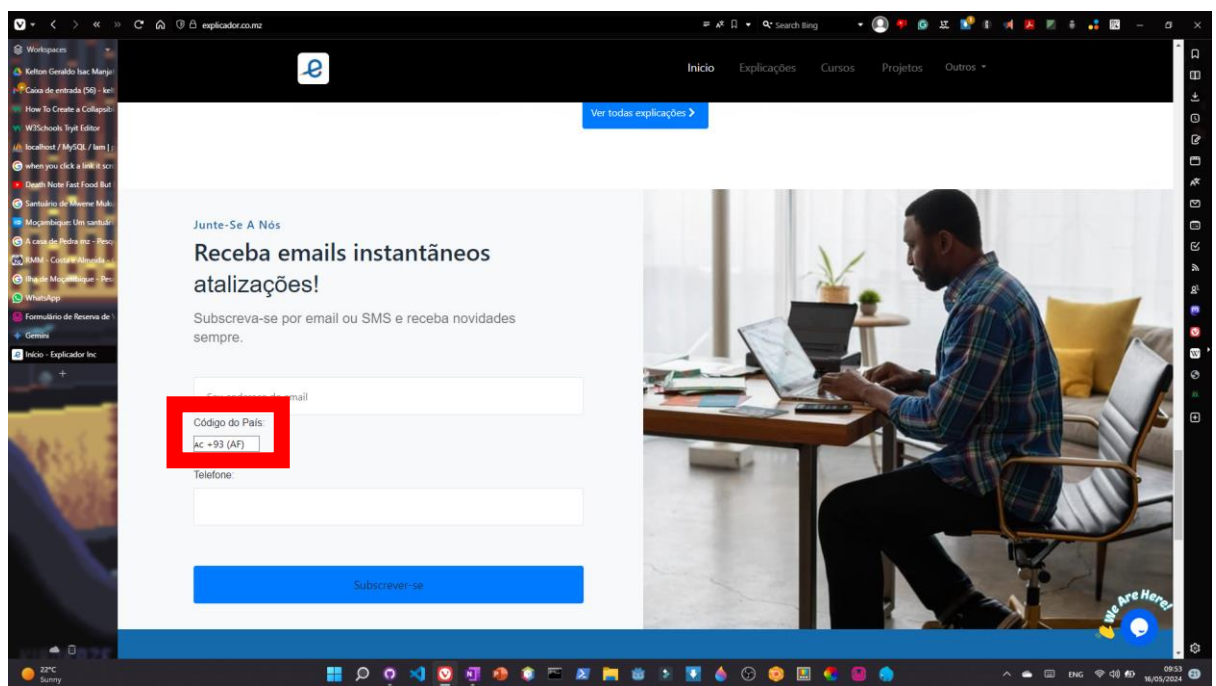 explicador.co.mz
Search Bing
Workspaces
Kelton Geraldo Isac Manja
Caixa de entrada (56) - kel
How To Create a Collapsib
W3Schools Tryit Editor
localhost / MySQL / lam | p
when you click a link it scr
Death Note Fast Food But
Santuário de Mwene Muk
Moçambique: Um santuár
A casa de Pedra mz - Pesq
RMM - Costa e Almeida
Ilha de Moçambique - Pes
WhatsApp
Formulário de Reserva de V
Gemini
Início - Explicador Inc
Início
Explicações
Cursos
Projetos
Outros
Ver todas explicações
Junte-Se A Nós
Receba emails instantãneos
atalizações!
Subscreva-se por email ou SMS e receba novidades
sempre.
email
Código do País:
AC +93 (AF)
Telefone:
Subscrever-se
We Are Here!
22°C
Sunny
ENG
09:53
16/05/2024